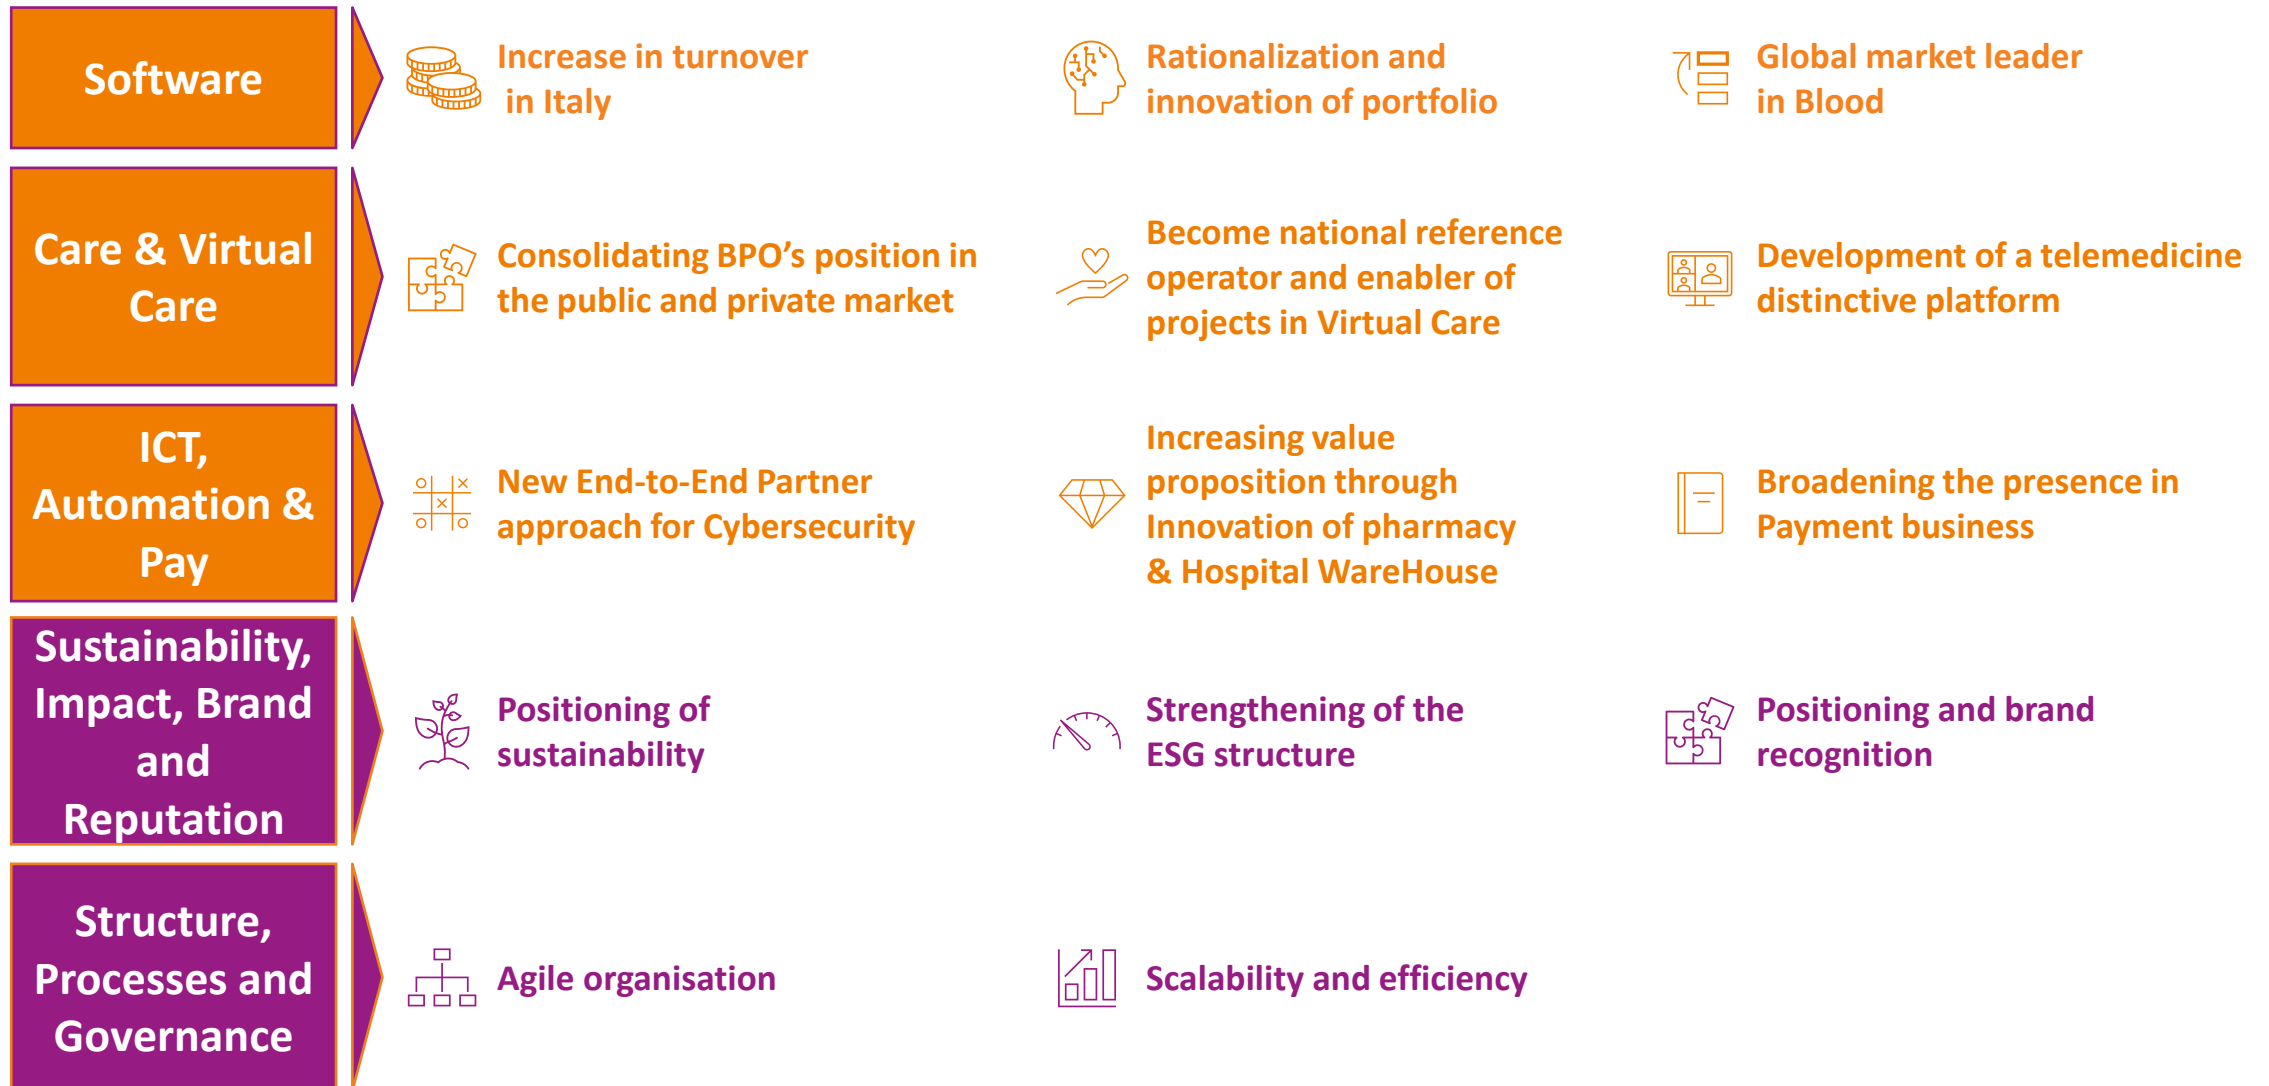 Software
Increase in turnover
in Italy
Rationalization and
innovation of portfolio
Global market leader
in Blood
Care & Virtual
Care
Consolidating BPO’s position in
the public and private market
Become national reference
operator and enabler of
projects in Virtual Care
Development of a telemedicine
distinctive platform
ICT,
Automation &
Pay
New End-to-End Partner
approach for Cybersecurity
Increasing value
proposition through
Innovation of pharmacy
& Hospital WareHouse
Broadening the presence in
Payment business
Sustainability,
Impact, Brand
and
Reputation
Positioning of
sustainability
Strengthening of the
ESG structure
Positioning and brand
recognition
Structure,
Processes and
Governance
Agile organisation
Scalability and efficiency